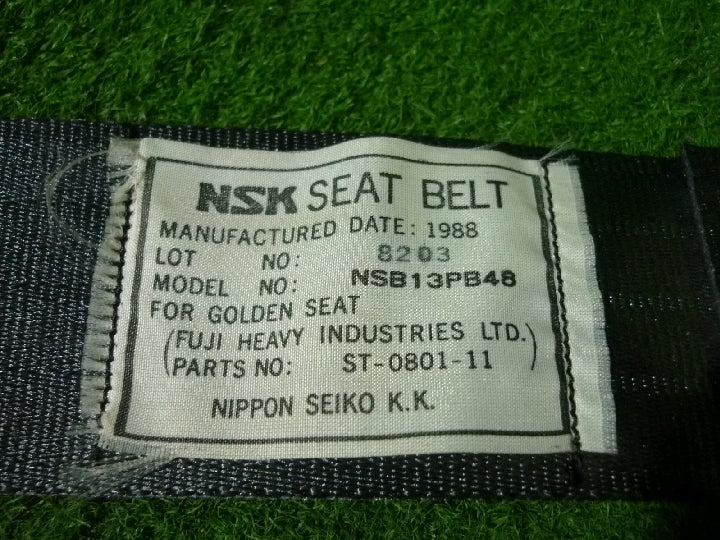 NSK SEAT BELT
MANUFACTURED DATE: 1988
LOT NO: 8203
MODEL NO: NSB13PB48
FOR GOLDEN SEAT
(FUJI HEAVY INDUSTRIES LTD.
PARTS NO: ST-0801-11)
NIPPON SEIKO K.K.